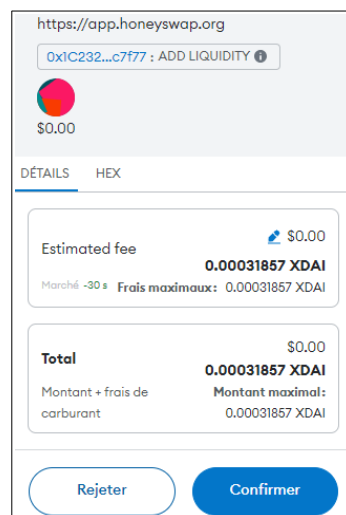 https://app.honeyswap.org
0x1C232...c7f77 : ADD LIQUIDITY
$0.00
DÉTAILS HEX
Estimated fee $0.00
0.00031857 XDAI
Marché -30 s Frais maximaux: 0.00031857 XDAI
Total $0.00
0.00031857 XDAI
Montant + frais de Montant maximal:
carburant 0.00031857 XDAI
Rejeter Confirmer